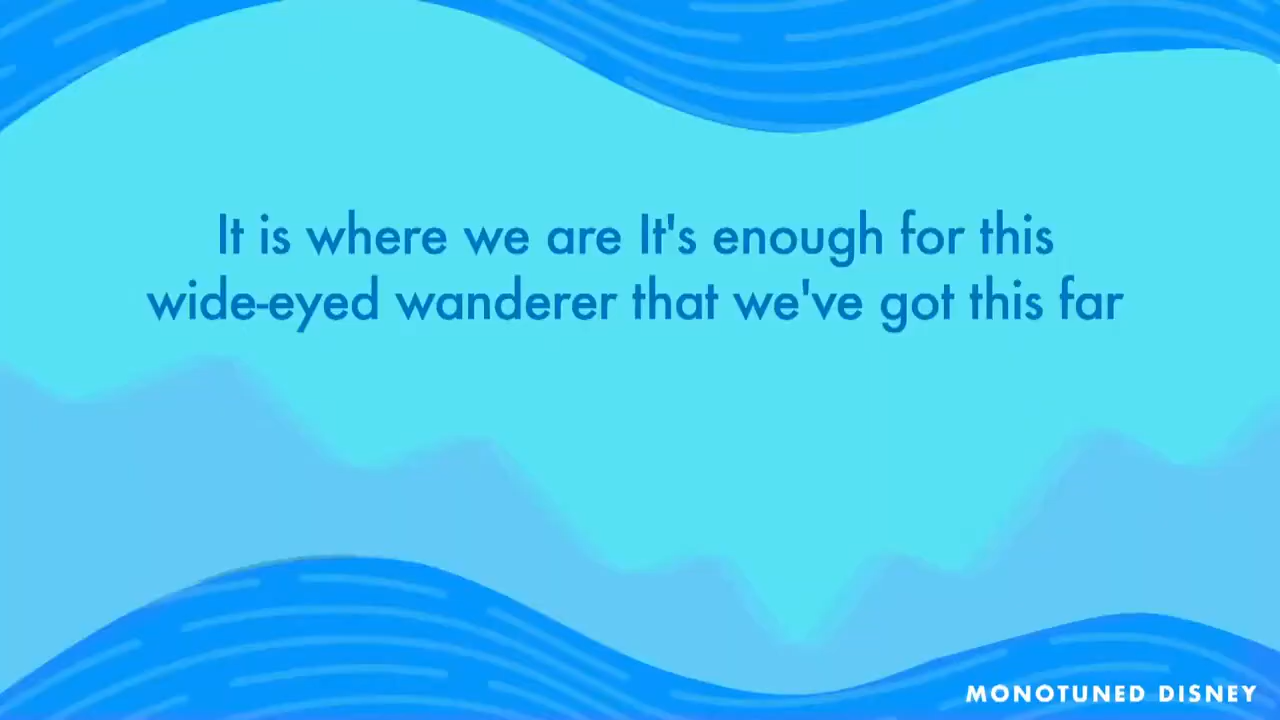 It is where we are It's enough for this
wide-eyed wanderer that we've got this far
MONOTUNED DISNEY